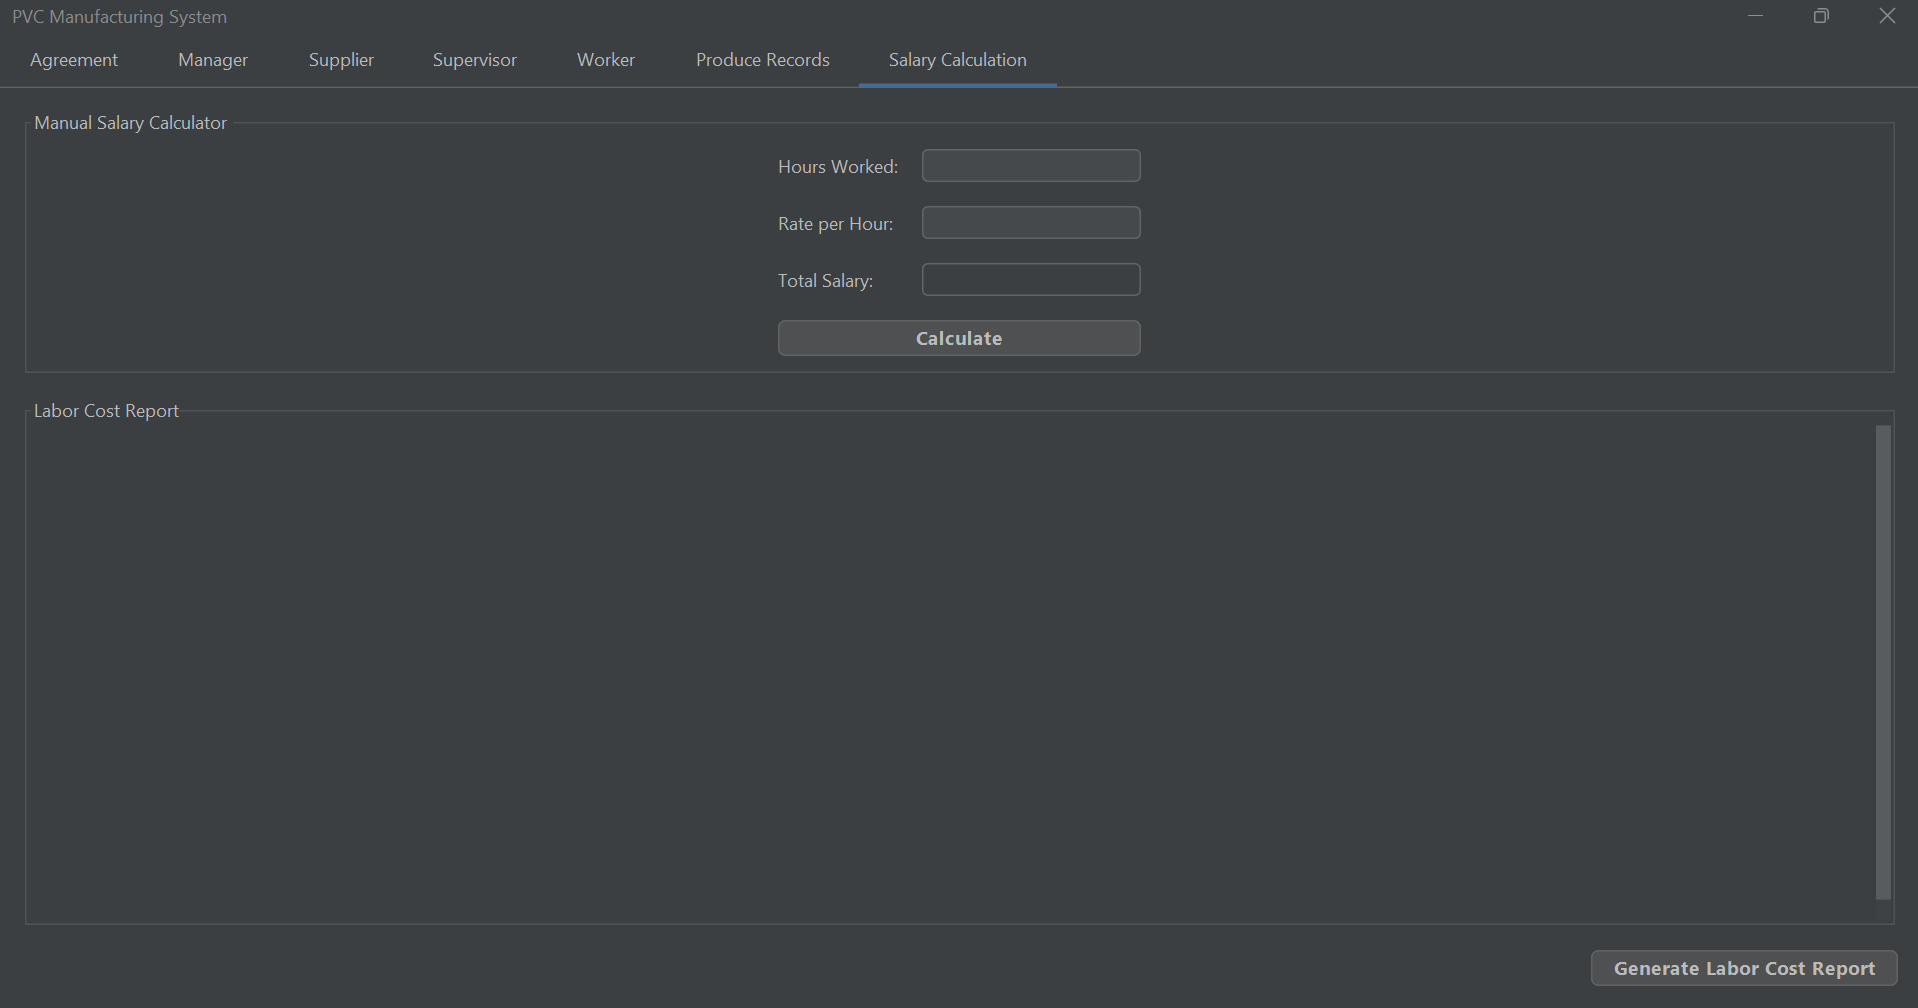 PVC Manufacturing System
Agreement Manager Supplier Supervisor Worker Produce Records Salary Calculation
Manual Salary Calculator
Hours Worked:
Rate per Hour:
Total Salary:
Calculate
Labor Cost Report
Generate Labor Cost Report